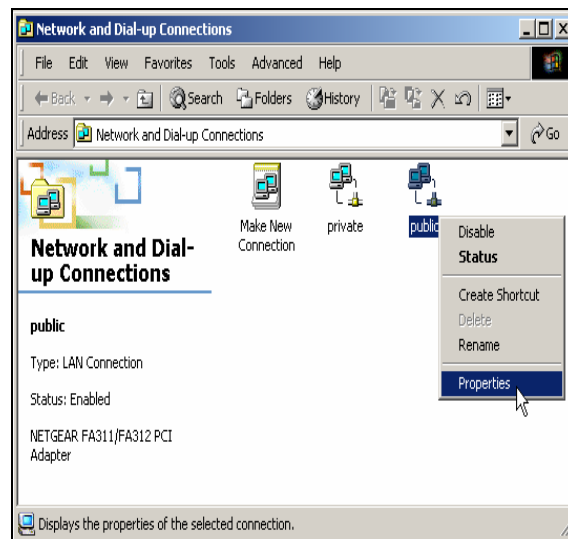 Network and Dial-up Connections
File Edit View Favorites Tools Advanced Help
Back Search Folders History
Address Network and Dial-up Connections Go
Make New
Connection
private
public
Network and Dial-
up Connections
public
Type: LAN Connection
Status: Enabled
NETGEAR FA311/FA312 PCI
Adapter
Disable
Status
Create Shortcut
Delete
Rename
Properties
Displays the properties of the selected connection.